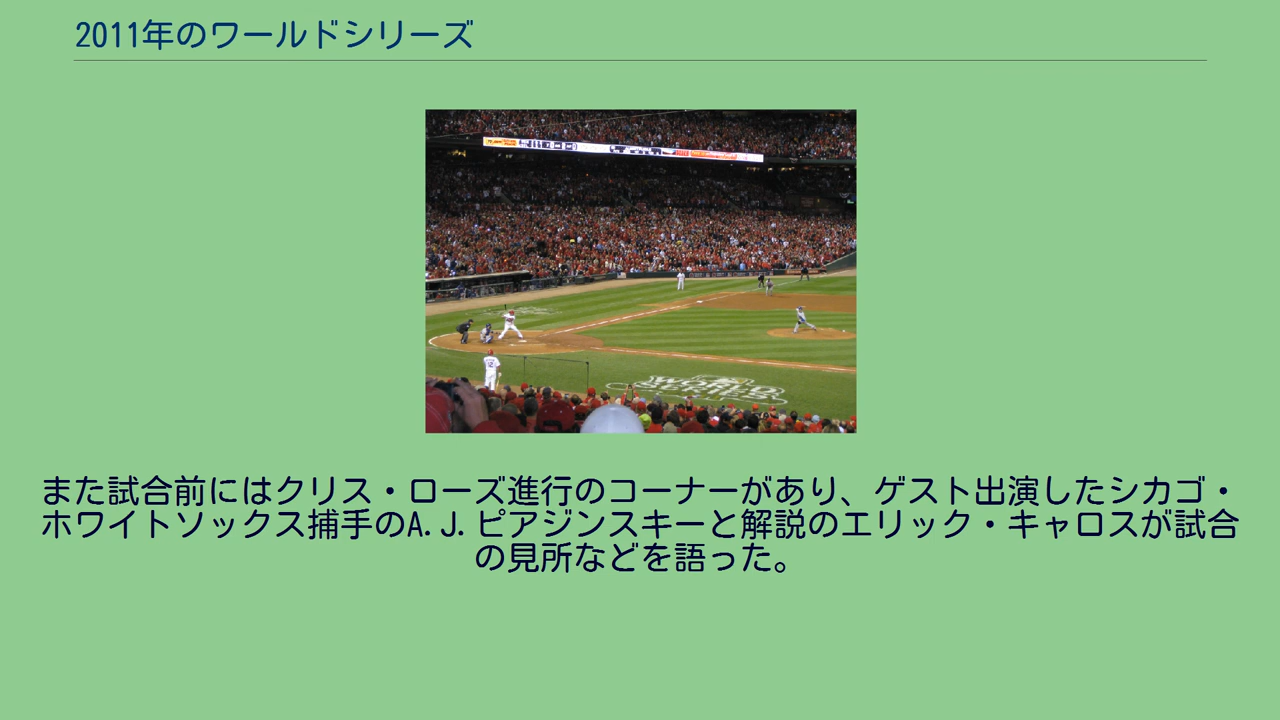 2011年のワールドシリーズ
WORLD
SERIES
また試合前にはクリス・ローズ進行のコーナーがあり、ゲスト出演したシカゴ・
ホワイトソックス捕手のA.J.ピアジンスキーと解説のエリック・キャロスが試合
の見所などを語った。